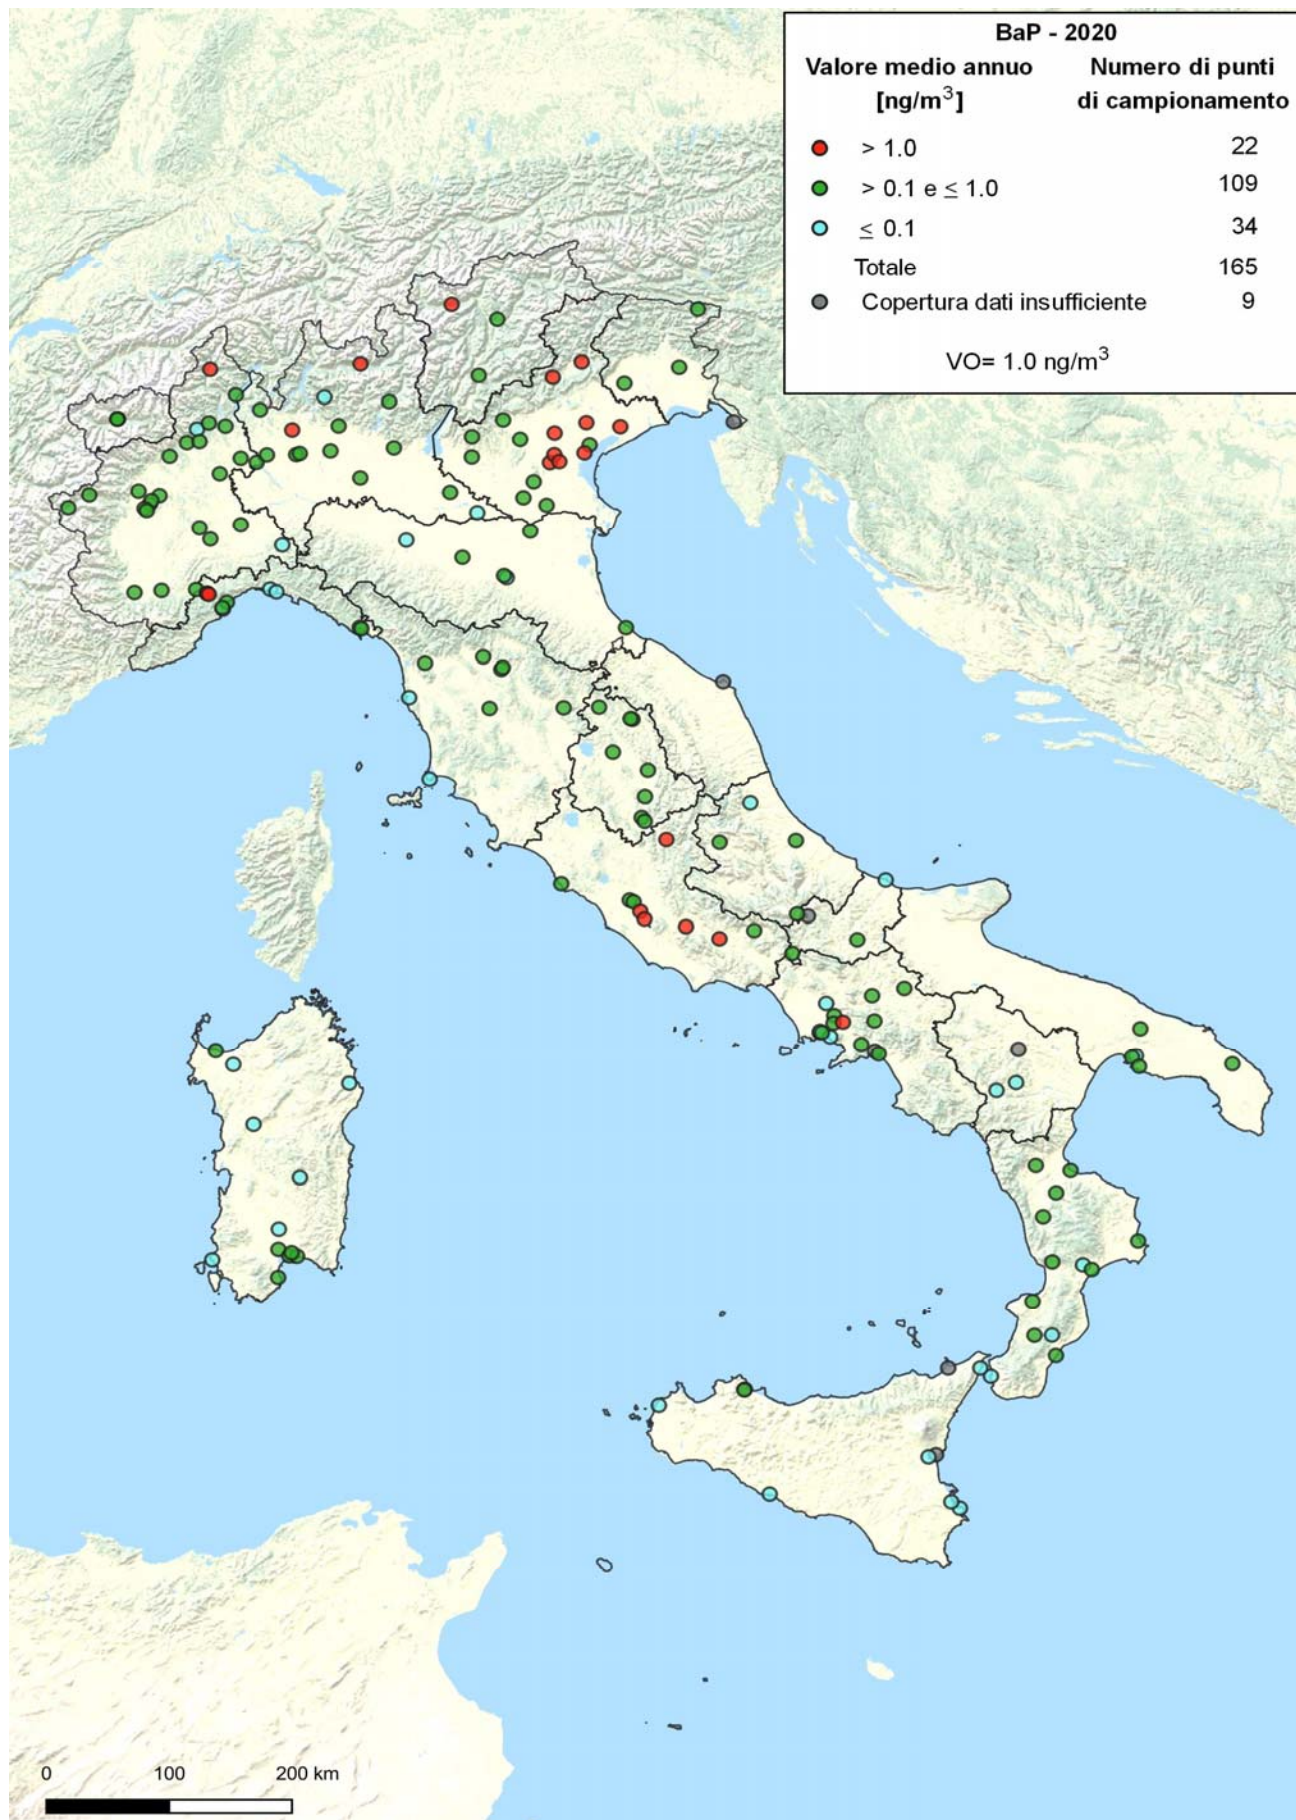 BaP - 2020
Valore medio annuo Numero di punti
[ng/m³] di campionamento
> 1.0 22
> 0.1 e ≤ 1.0 109
≤ 0.1 34
Totale 165
Copertura dati insufficiente 9
VO= 1.0 ng/m³
0 100 200 km